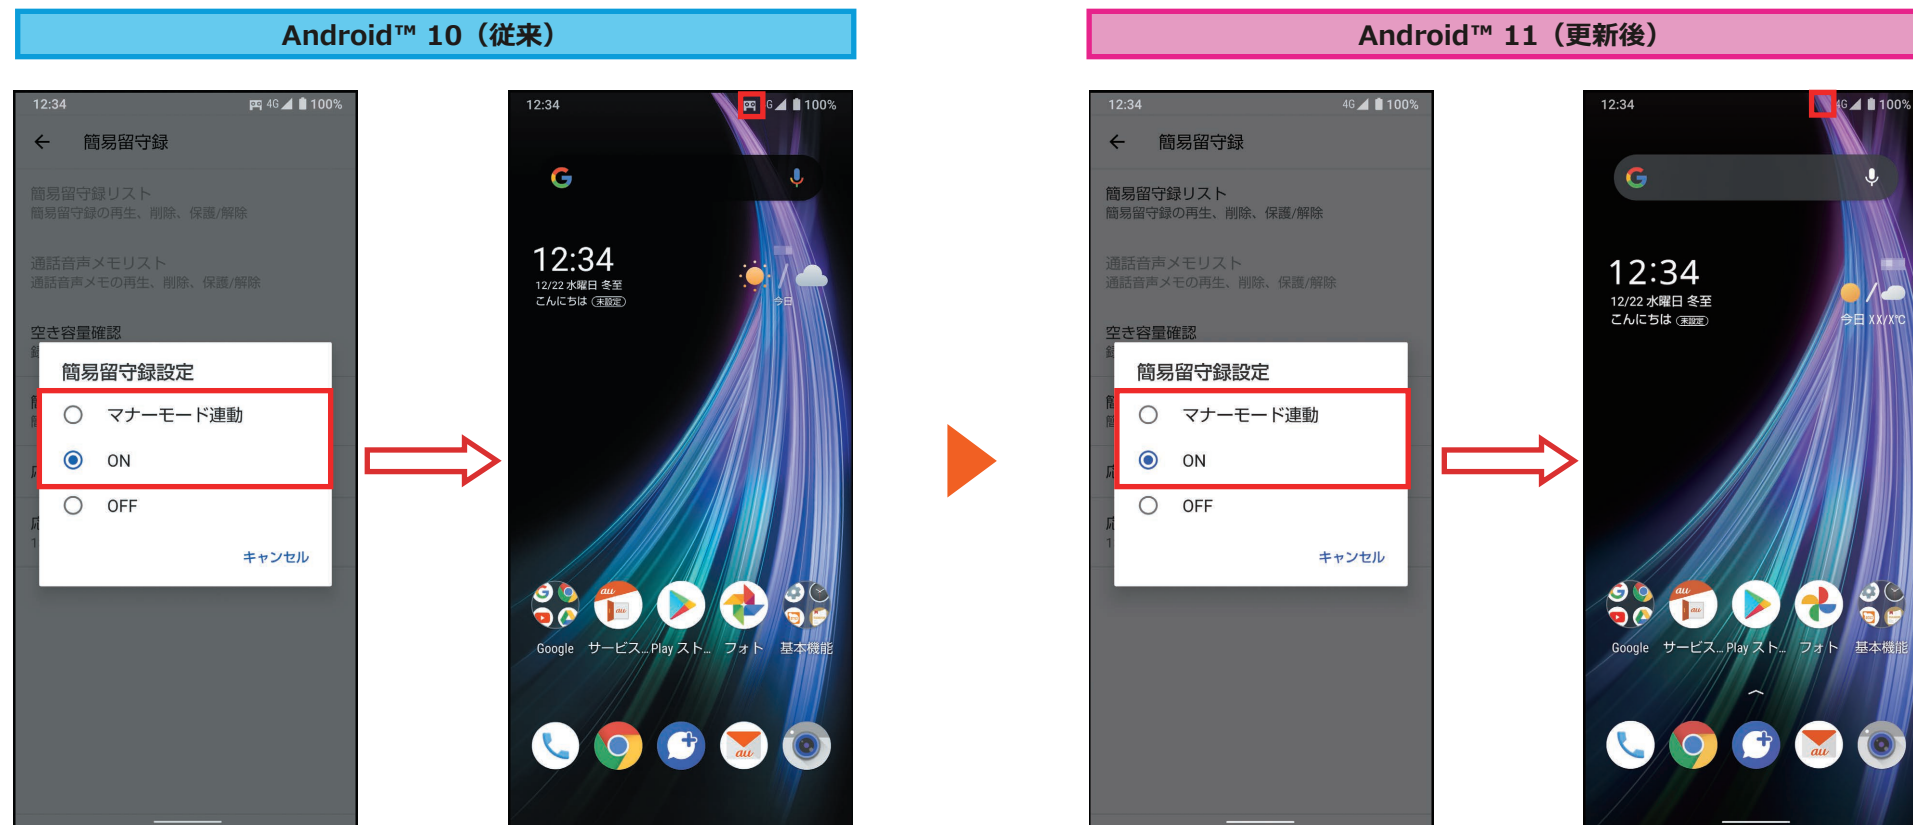 Android™ 10（従来）
12:34 4G 100%
簡易留守録
簡易留守録リスト
簡易留守録の再生、削除、保護/解除
通話音声メモリスト
通話音声メモの再生、削除、保護/解除
空き容量確認
簡易留守録設定
マナーモード連動
ON
OFF
キャンセル
12:34 G 100%
12:34
12/22 水曜日 冬至
こんにちは 未設定
今日
Google サービス... Play スト... フォト 基本機能
au
Android™ 11（更新後）
12:34 4G 100%
簡易留守録
簡易留守録リスト
簡易留守録の再生、削除、保護/解除
通話音声メモリスト
通話音声メモの再生、削除、保護/解除
空き容量確認
簡易留守録設定
マナーモード連動
ON
OFF
キャンセル
12:34 4G 100%
12:34
12/22 水曜日 冬至
こんにちは 未設定
今日 XX/X℃
Google サービス... Play スト... フォト 基本機能
au